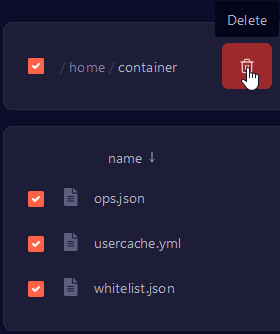 Delete
/ home / container
name ↓
ops.json
usercache.yml
whitelist.json